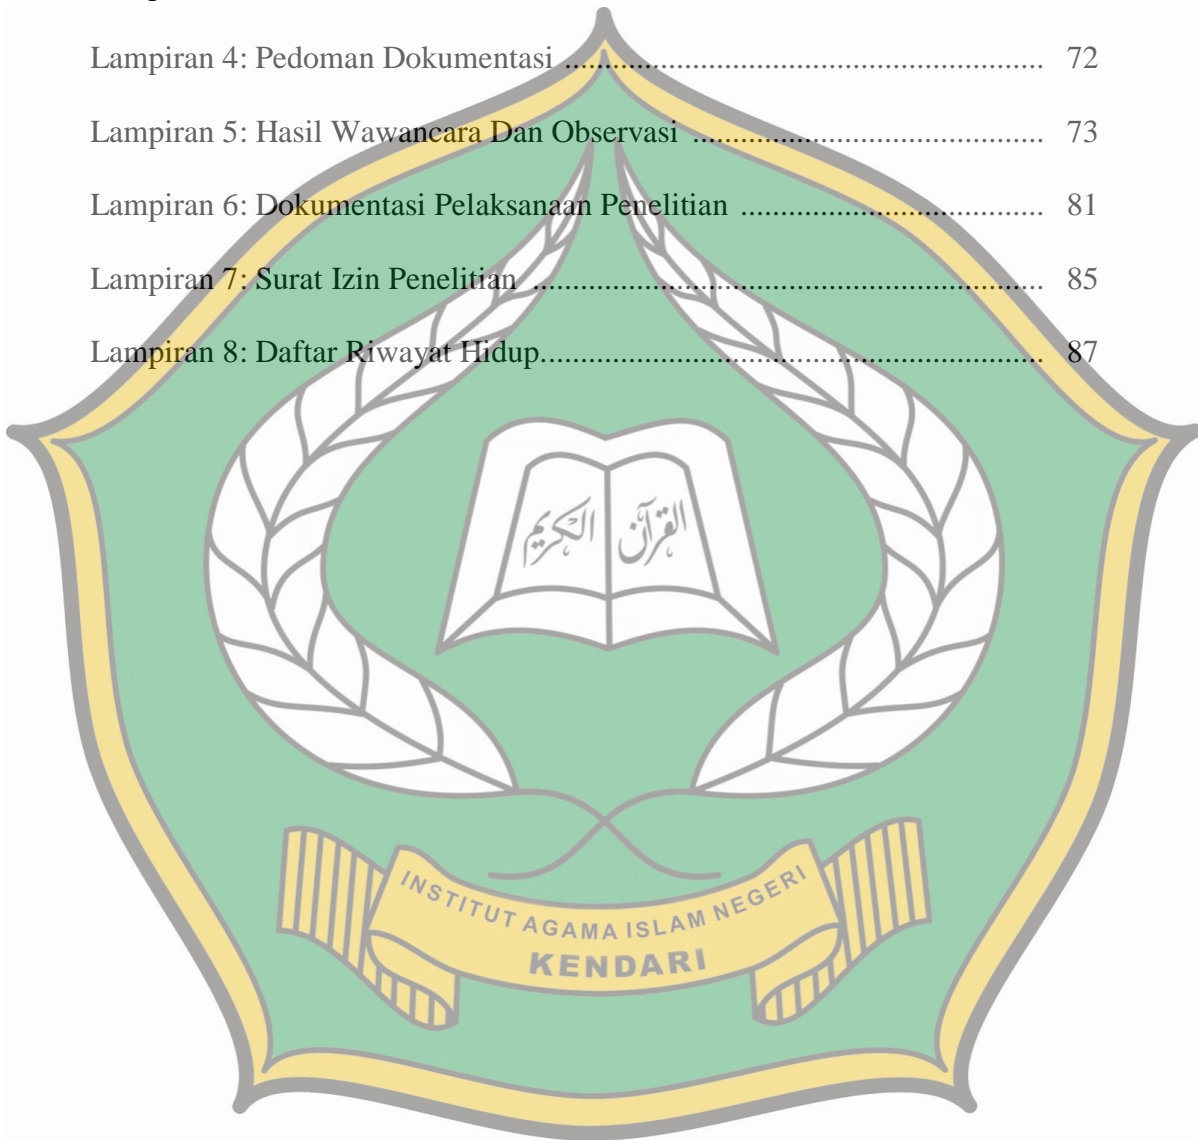 Lampiran 4: Pedoman Dokumentasi ................................................... 72
Lampiran 5: Hasil Wawancara Dan Observasi ..................................... 73
Lampiran 6: Dokumentasi Pelaksanaan Penelitian ................................ 81
Lampiran 7: Surat Izin Penelitian ...................................................... 85
Lampiran 8: Daftar Riwayat Hidup..................................................... 87
القرآن الكريم
INSTITUT AGAMA ISLAM NEGERI
KENDARI